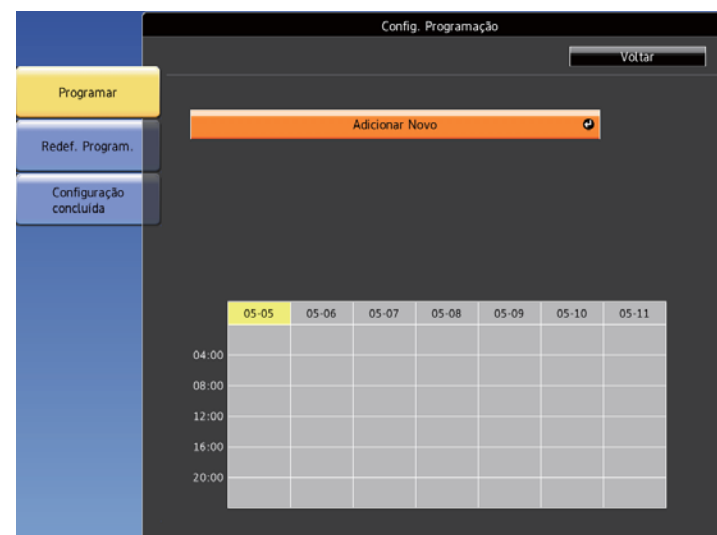 Config. Programação
Voltar
Programar
Adicionar Novo
Redef. Program.
Configuração
concluída
05-05 05-06 05-07 05-08 05-09 05-10 05-11
04:00
08:00
12:00
16:00
20:00